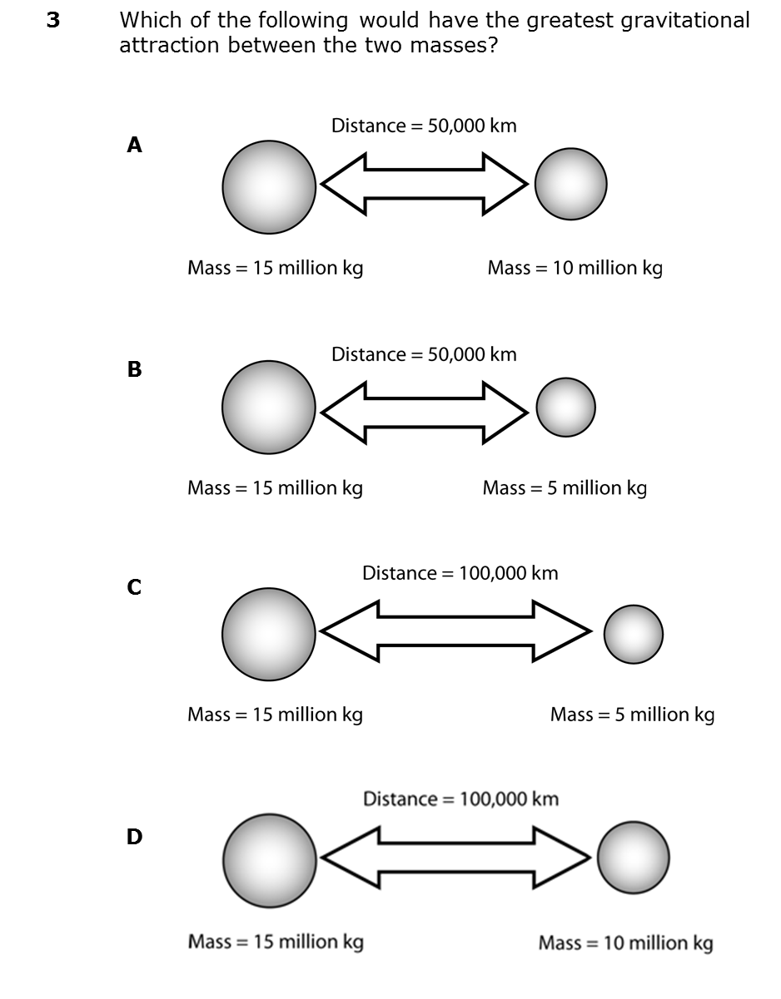 3 Which of the following would have the greatest gravitational
attraction between the two masses?
Distance = 50,000 km
A
Mass = 15 million kg Mass = 10 million kg
Distance = 50,000 km
B
Mass = 15 million kg Mass = 5 million kg
Distance = 100,000 km
C
Mass = 15 million kg Mass = 5 million kg
Distance = 100,000 km
D
Mass = 15 million kg Mass = 10 million kg